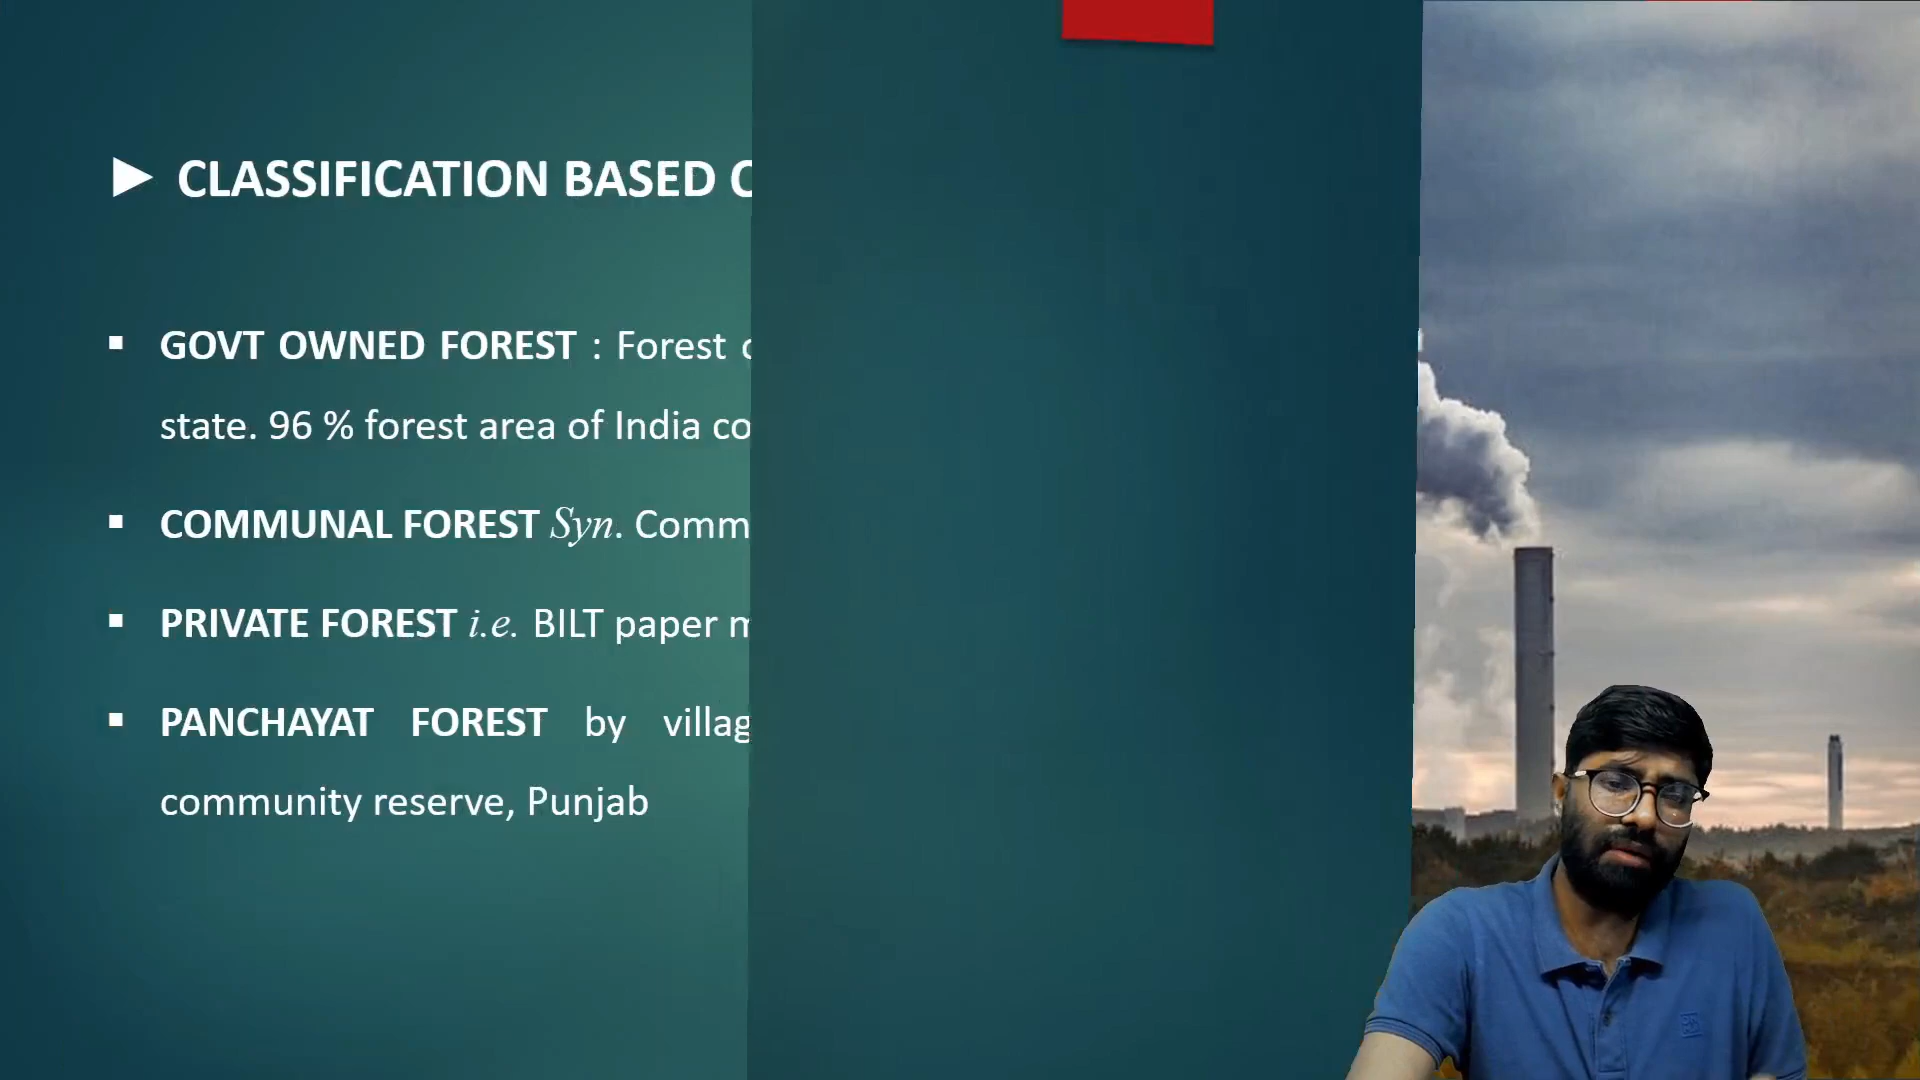 CLASSIFICATION BASED
GOVT OWNED FOREST : Forest
state. 96 % forest area of India co
COMMUNAL FOREST Syn. Comm
PRIVATE FOREST i.e. BILT paper
PANCHAYAT FOREST by villag
community reserve, Punjab